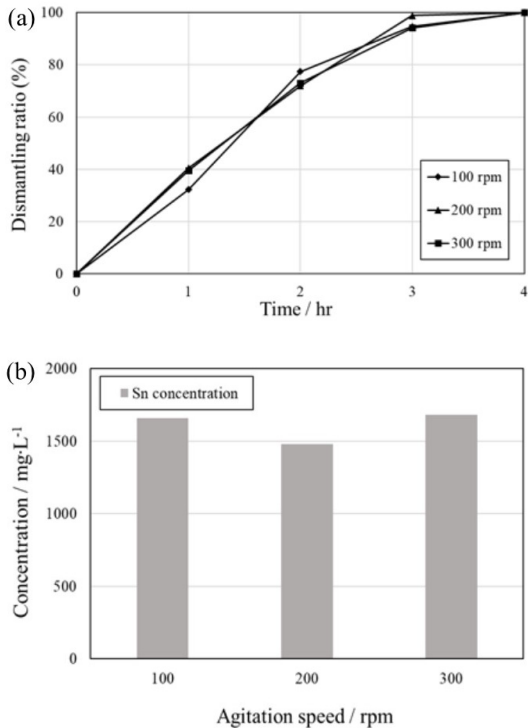 (a)
Dismantling ratio (%)
100
80
60
40
20
0
0 1 2 3 4
Time / hr
100 rpm
200 rpm
300 rpm
(b)
Concentration / mg·L⁻¹
2000
1500
1000
500
0
Sn concentration
100 200 300
Agitation speed / rpm